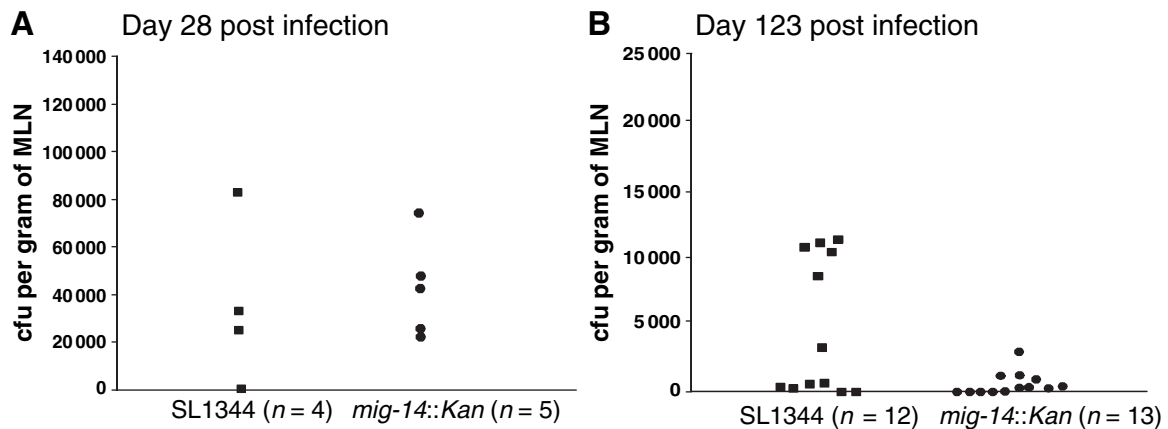 A Day 28 post infection
cfu per gram of MLN
140 000
120 000
100 000
80 000
60 000
40 000
20 000
0
SL1344 (n = 4) mig-14::Kan (n = 5)
B Day 123 post infection
cfu per gram of MLN
25 000
20 000
15 000
10 000
5 000
0
SL1344 (n = 12) mig-14::Kan (n = 13)